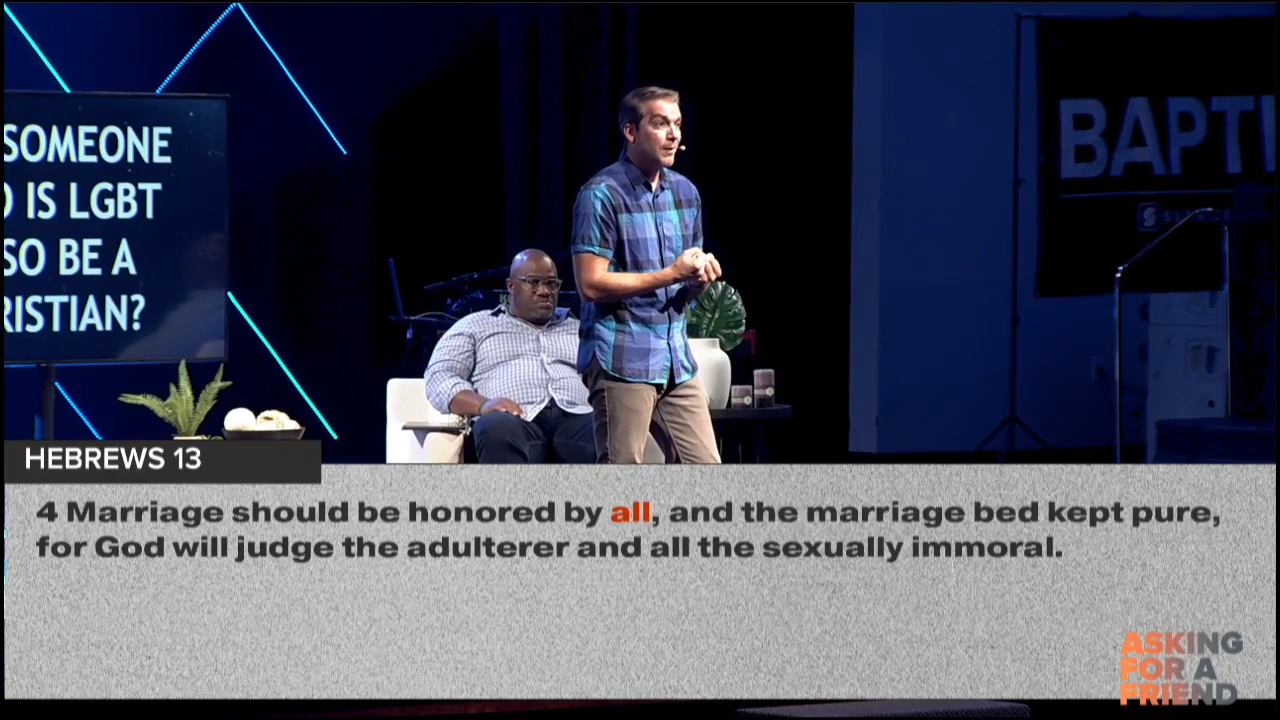 SOMEONE
IS LGBT
SO BE A
RISTIAN?
BAPTI
HEBREWS 13
4 Marriage should be honored by all, and the marriage bed kept pure,
for God will judge the adulterer and all the sexually immoral.
ASKING
FOR A
FRIEND